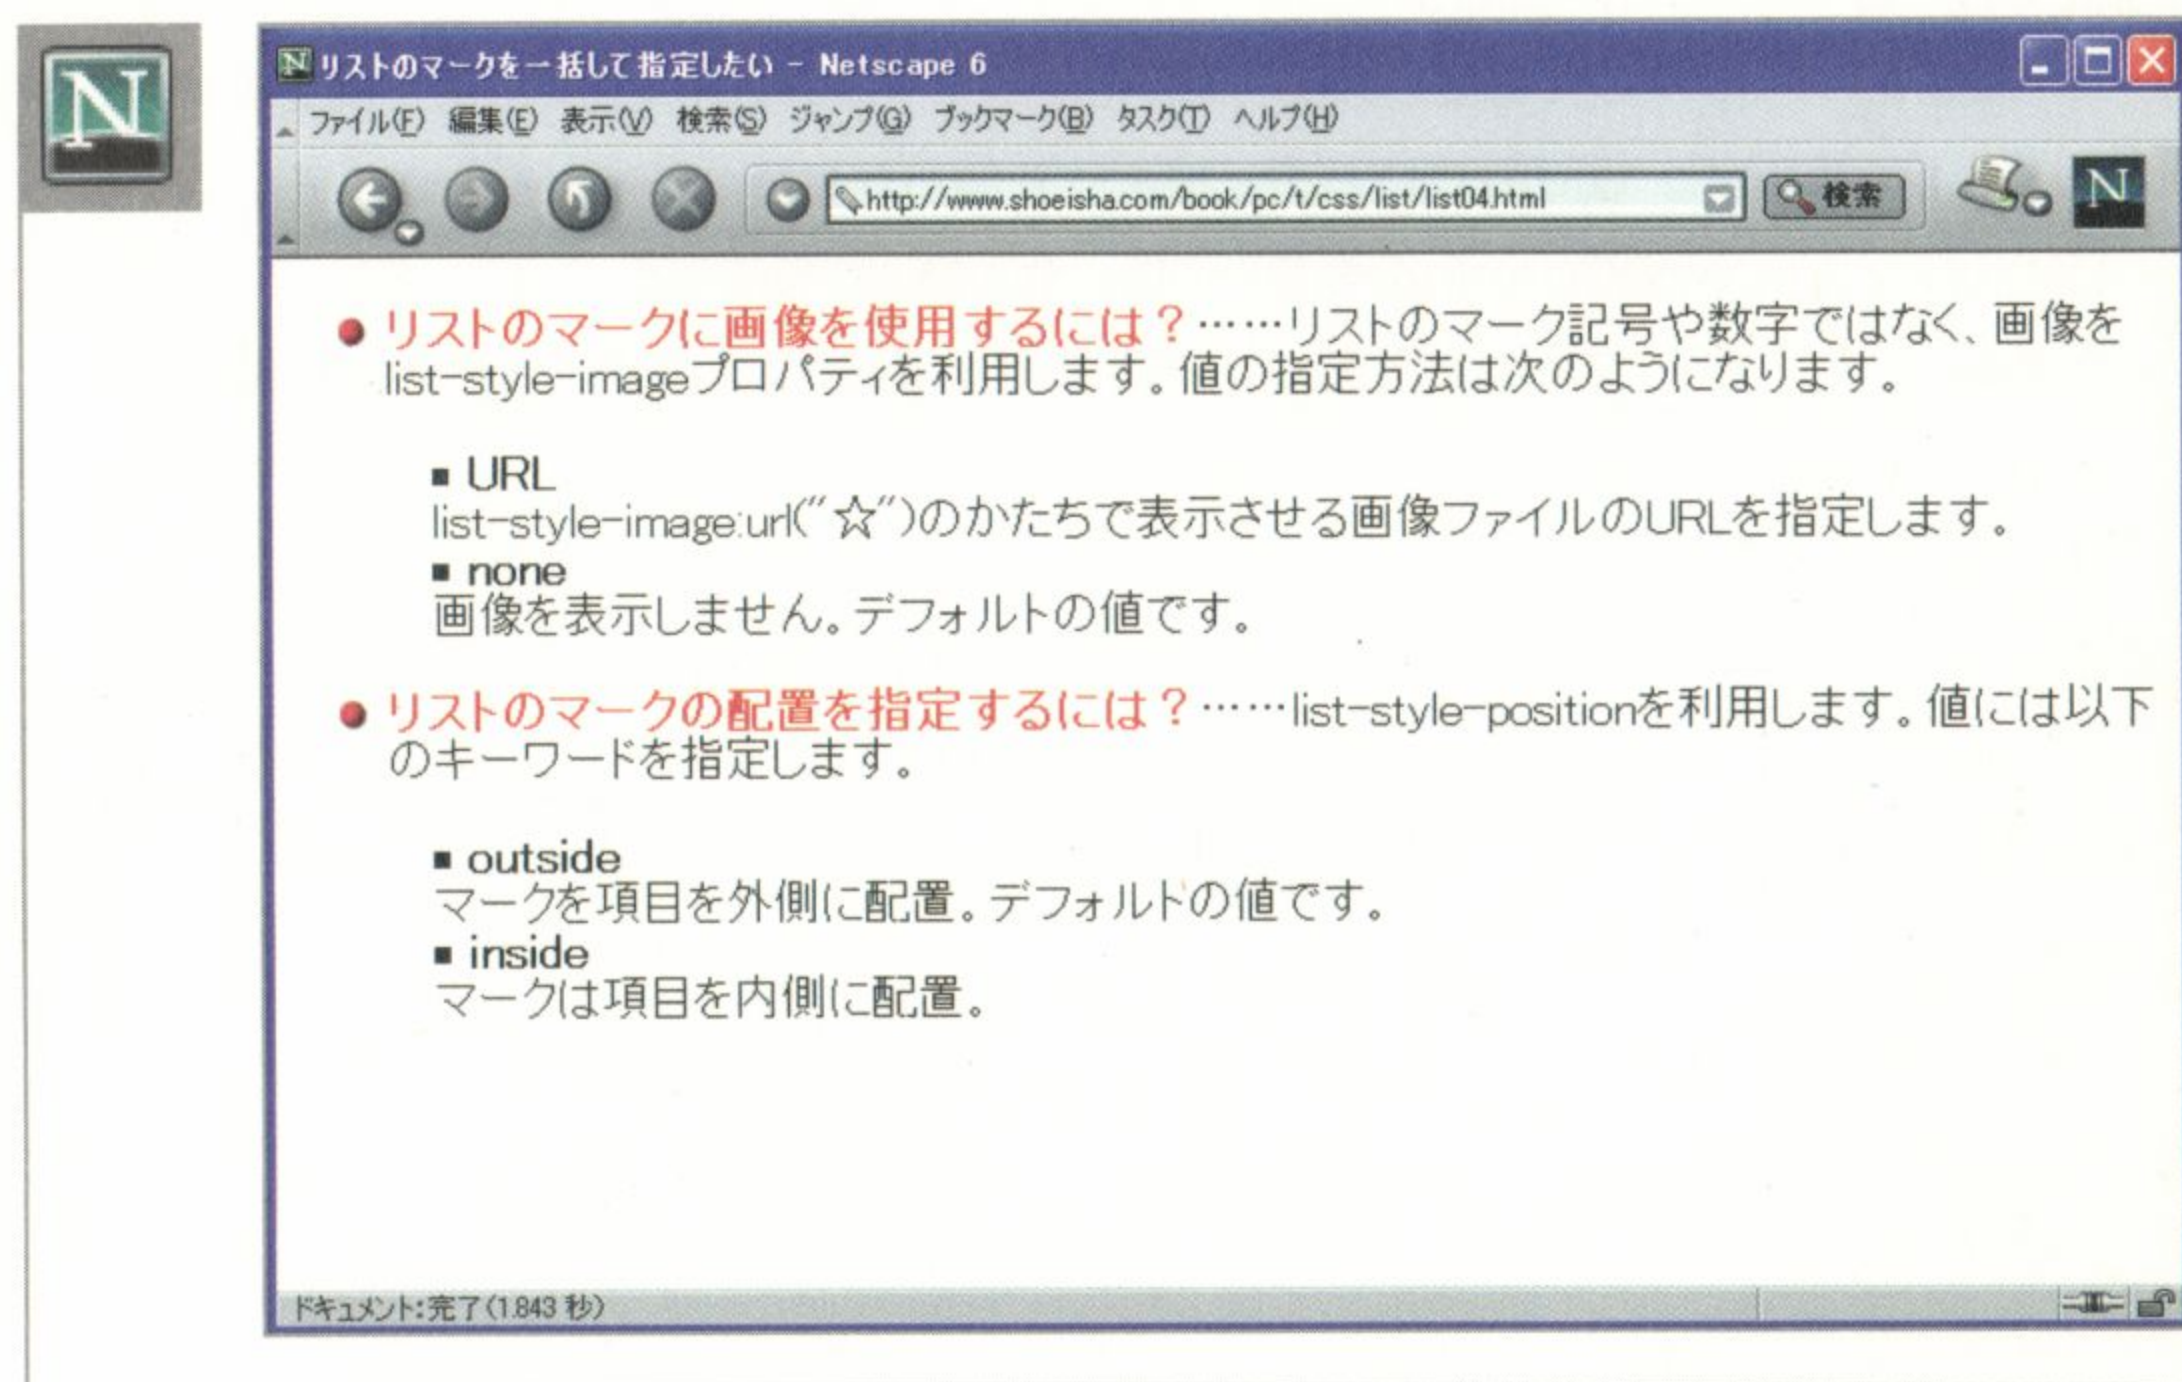 N
リストのマークを一括して指定したい - Netscape 6
ファイル(F) 編集(E) 表示(V) 検索(S) ジャンプ(G) ブックマーク(B) タスク(T) ヘルプ(H)
http://www.shoeisha.com/book/pc/t/css/list/list04.html 検索 N
● リストのマークに画像を使用するには？……リストのマーク記号や数字ではなく、画像を
list-style-imageプロパティを利用します。値の指定方法は次のようになります。
■ URL
list-style-image:url("☆")のかたちで表示させる画像ファイルのURLを指定します。
■ none
画像を表示しません。デフォルトの値です。
● リストのマークの配置を指定するには？……list-style-positionを利用します。値には以下
のキーワードを指定します。
■ outside
マークを項目を外側に配置。デフォルトの値です。
■ inside
マークは項目を内側に配置。
ドキュメント:完了(1.843 秒)